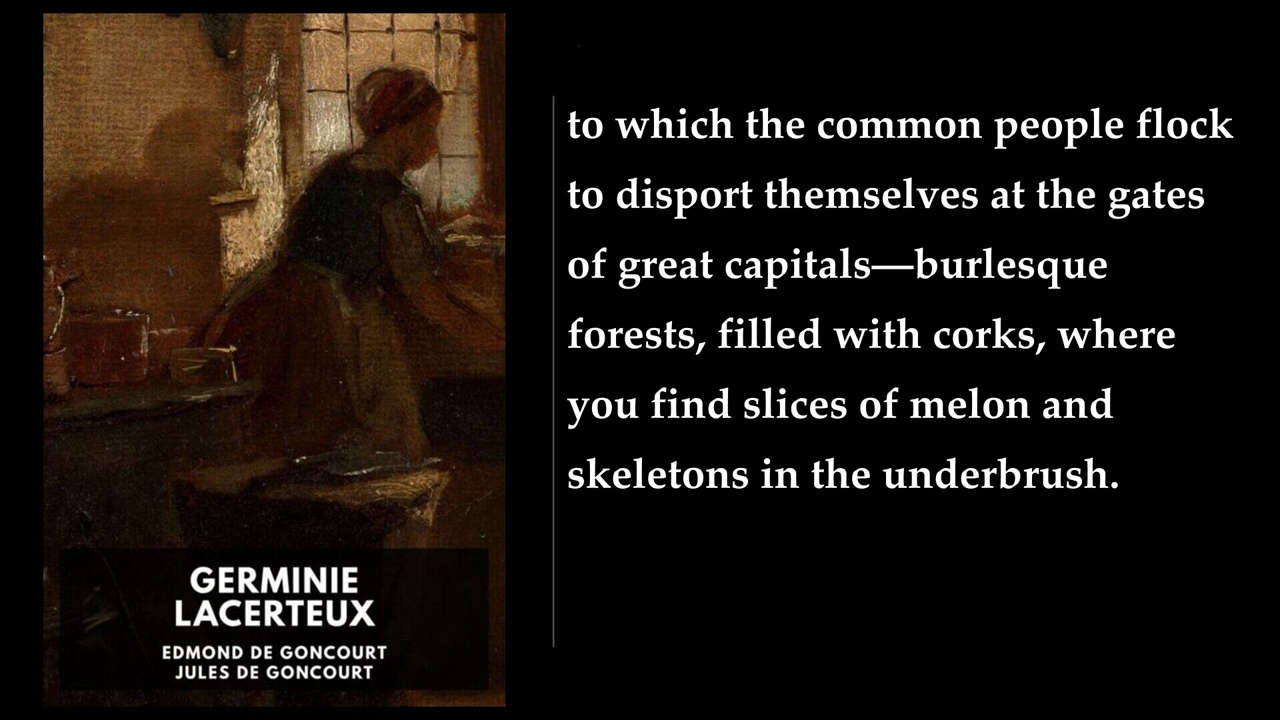 to which the common people flock
to disport themselves at the gates
of great capitals—burlesque
forests, filled with corks, where
you find slices of melon and
skeletons in the underbrush.
GERMINIE
LACERTEUX
EDMOND DE GONCOURT
JULES DE GONCOURT